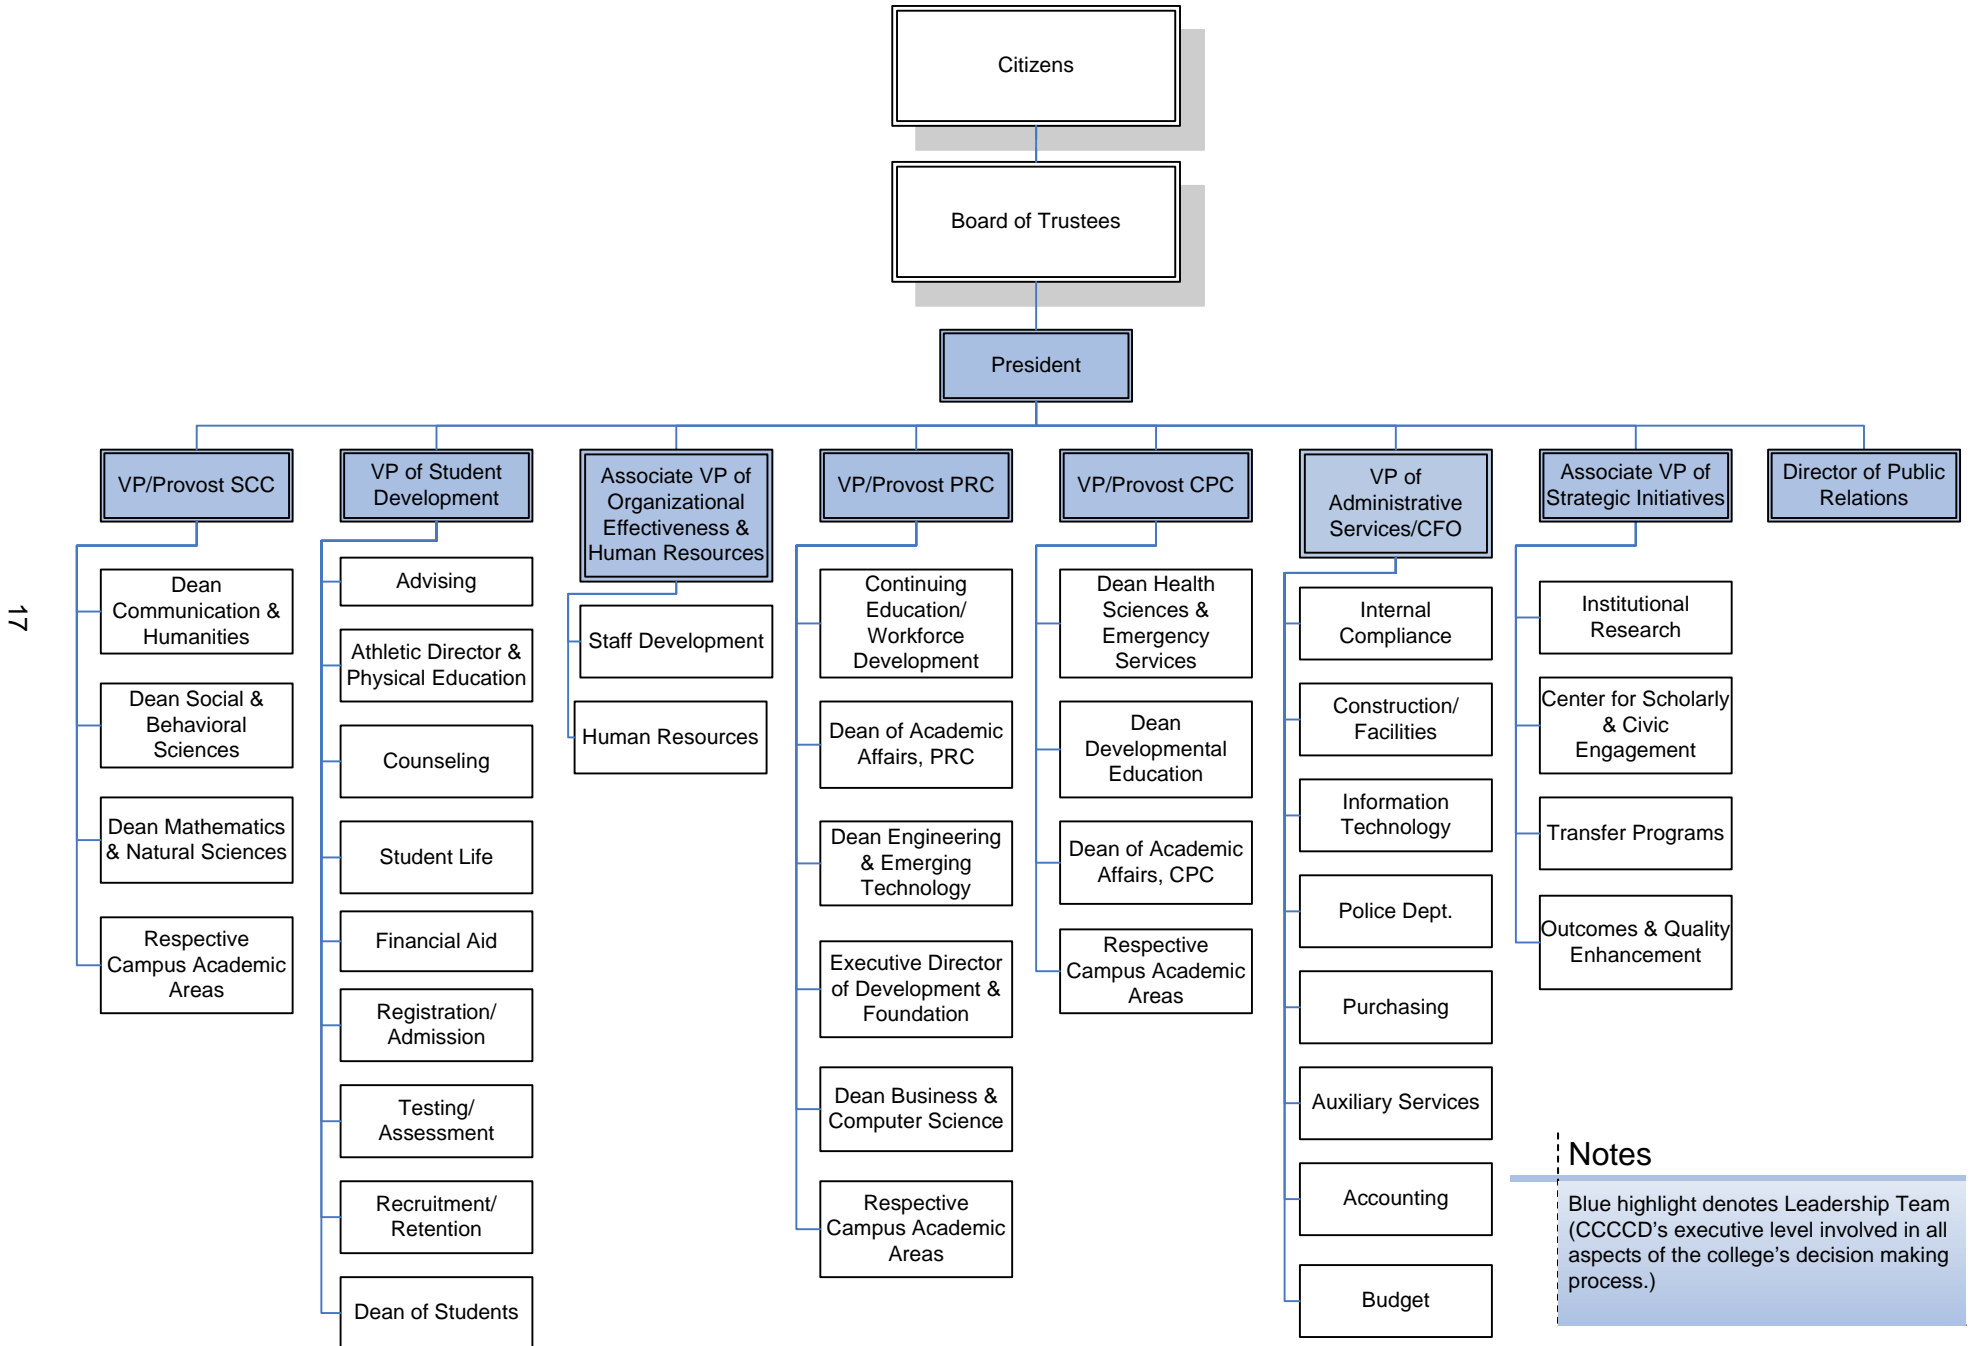 Citizens
Board of Trustees
President
VP/Provost SCC
Dean
Communication &
Humanities
Dean Social &
Behavioral
Sciences
Dean Mathematics
& Natural Sciences
Respective
Campus Academic
Areas
VP of Student
Development
Advising
Athletic Director &
Physical Education
Counseling
Student Life
Financial Aid
Registration/
Admission
Testing/
Assessment
Recruitment/
Retention
Dean of Students
Associate VP of
Organizational
Effectiveness &
Human Resources
Staff Development
Human Resources
VP/Provost PRC
Continuing
Education/
Workforce
Development
Dean of Academic
Affairs, PRC
Dean Engineering
& Emerging
Technology
Executive Director
of Development &
Foundation
Dean Business &
Computer Science
Respective
Campus Academic
Areas
VP/Provost CPC
Dean Health
Sciences &
Emergency
Services
Dean
Developmental
Education
Dean of Academic
Affairs, CPC
Respective
Campus Academic
Areas
VP of
Administrative
Services/CFO
Internal
Compliance
Construction/
Facilities
Information
Technology
Police Dept.
Purchasing
Auxiliary Services
Accounting
Budget
Associate VP of
Strategic Initiatives
Institutional
Research
Center for Scholarly
& Civic
Engagement
Transfer Programs
Outcomes & Quality
Enhancement
Director of Public
Relations
Notes
Blue highlight denotes Leadership Team
(CCCCD’s executive level involved in all
aspects of the college’s decision making
process.)
17